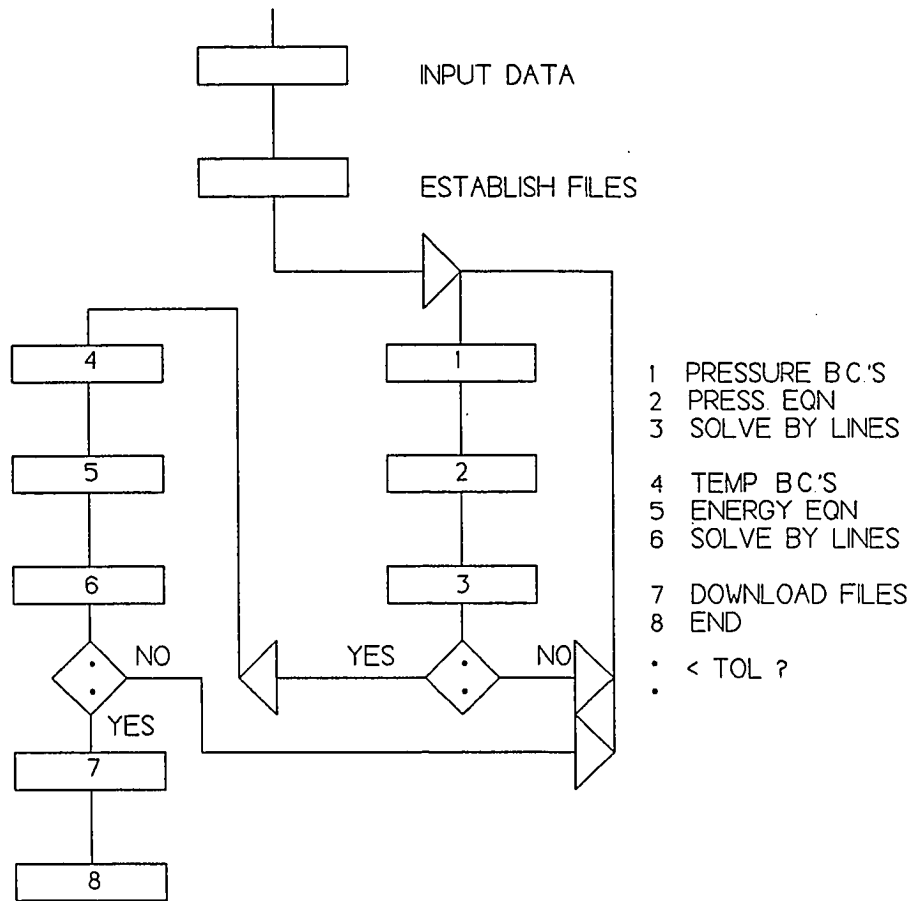 INPUT DATA
ESTABLISH FILES
4
1
5
2
6
3
NO
YES
NO
YES
7
8
1 PRESSURE B.C.'S
2 PRESS. EQN
3 SOLVE BY LINES
4 TEMP B.C.'S
5 ENERGY EQN
6 SOLVE BY LINES
7 DOWNLOAD FILES
8 END
: < TOL ?